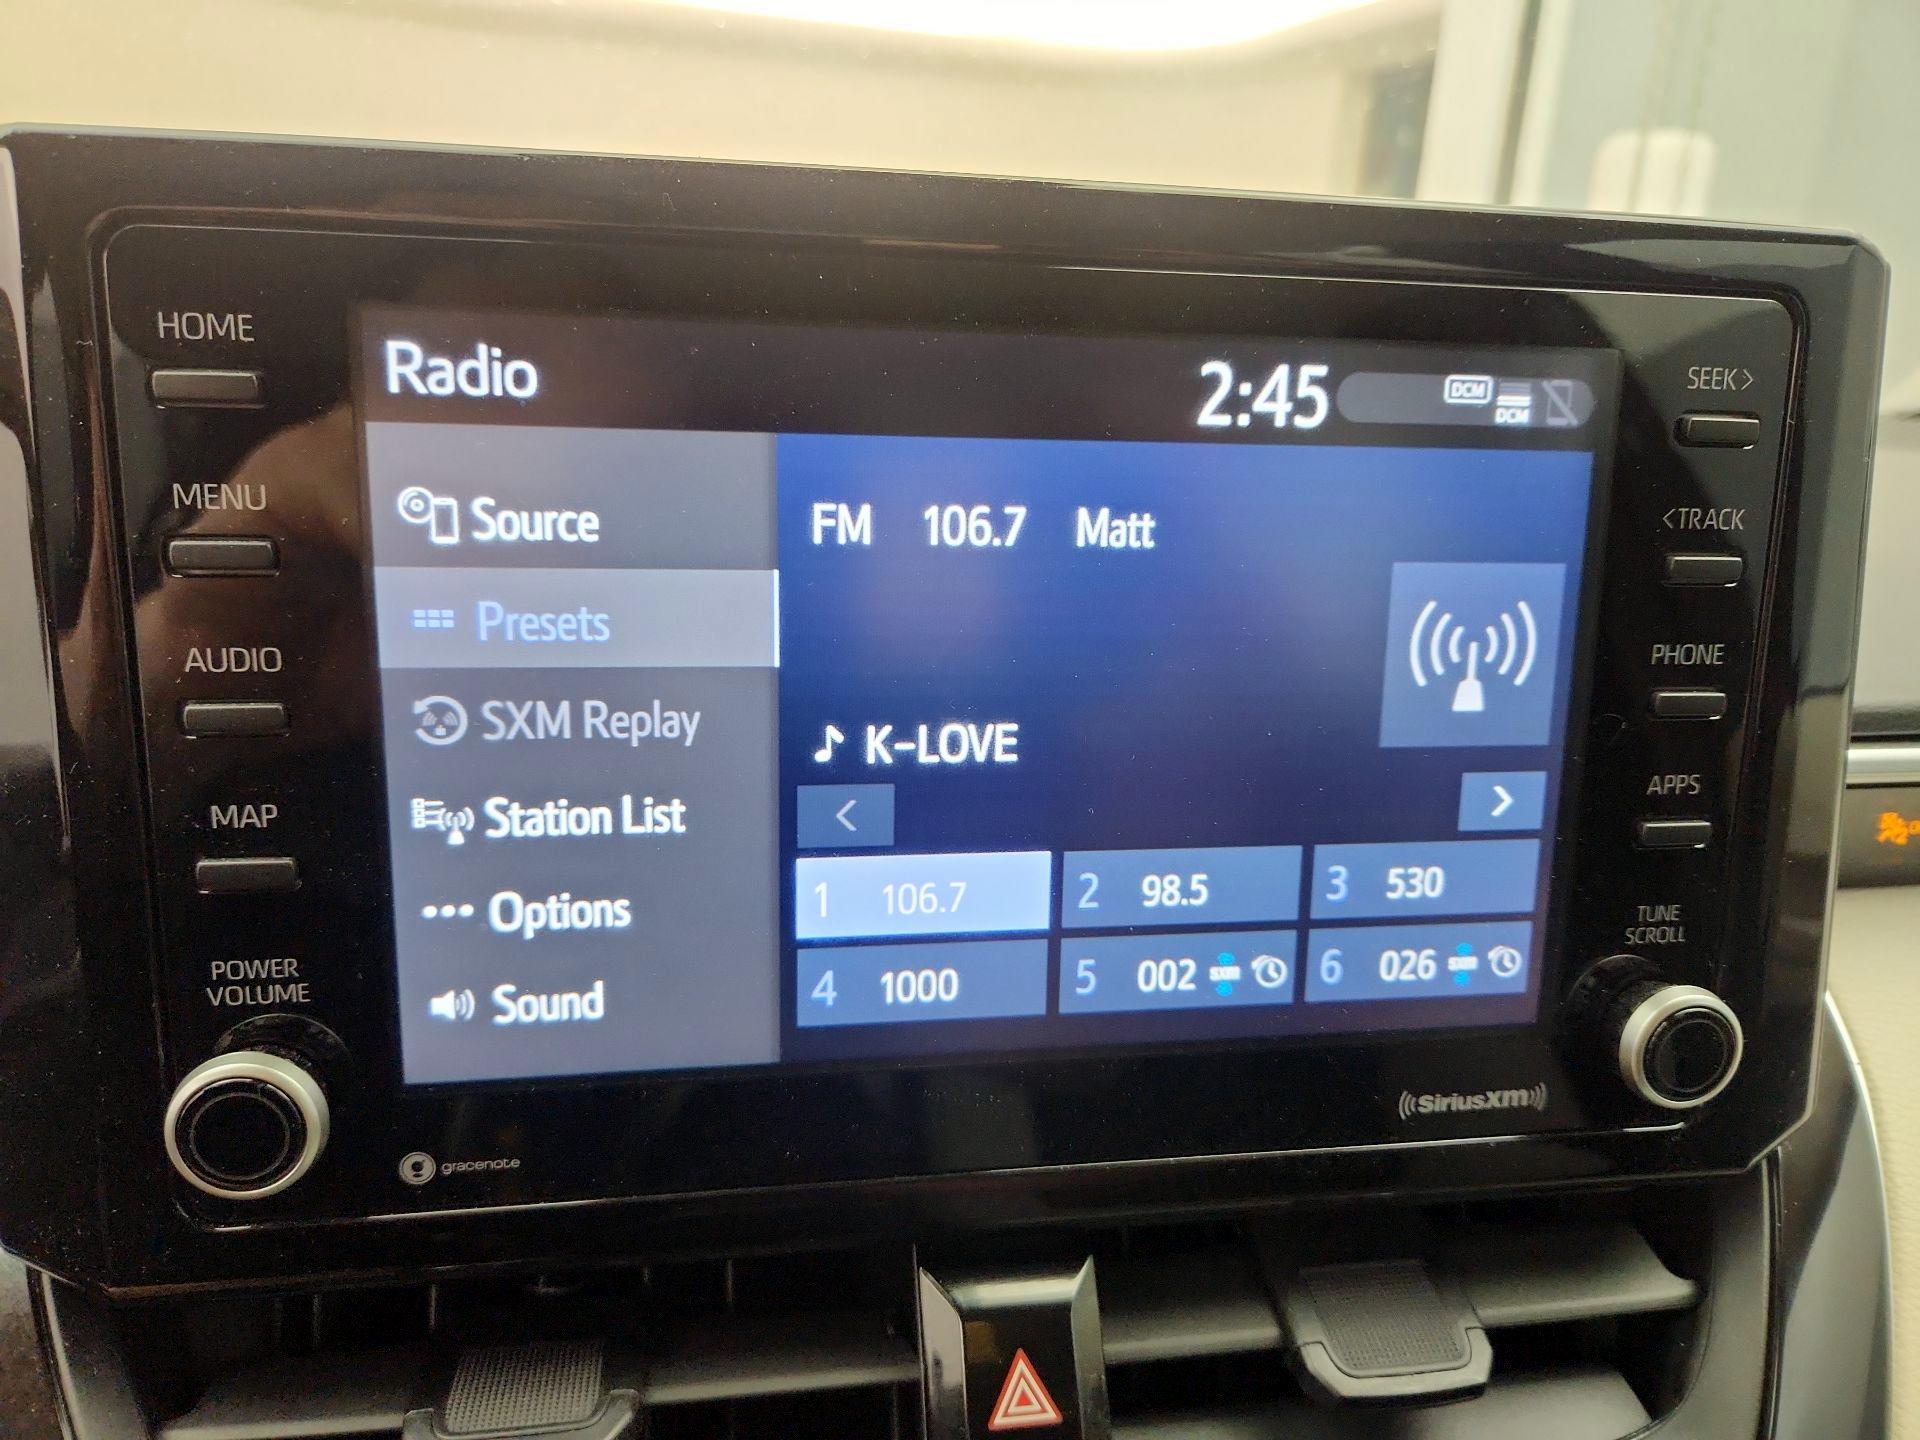 HOME
MENU
AUDIO
MAP
POWER
VOLUME
Radio
2:45
DCM
DCM
Source
Presets
SXM Replay
Station List
Options
Sound
FM 106.7 Matt
K-LOVE
<
>
1 106.7
2 98.5
3 530
4 1000
5 002 SXM
6 026 SXM
SEEK>
<TRACK
PHONE
APPS
TUNE
SCROLL
gracenote
((SiriusXM))